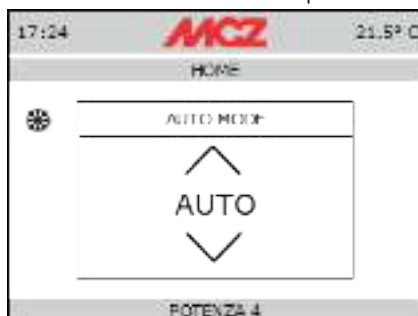 17:24 MCZ 21.5° C
HOME
AUTO MODE
AUTO
POTENZA 4